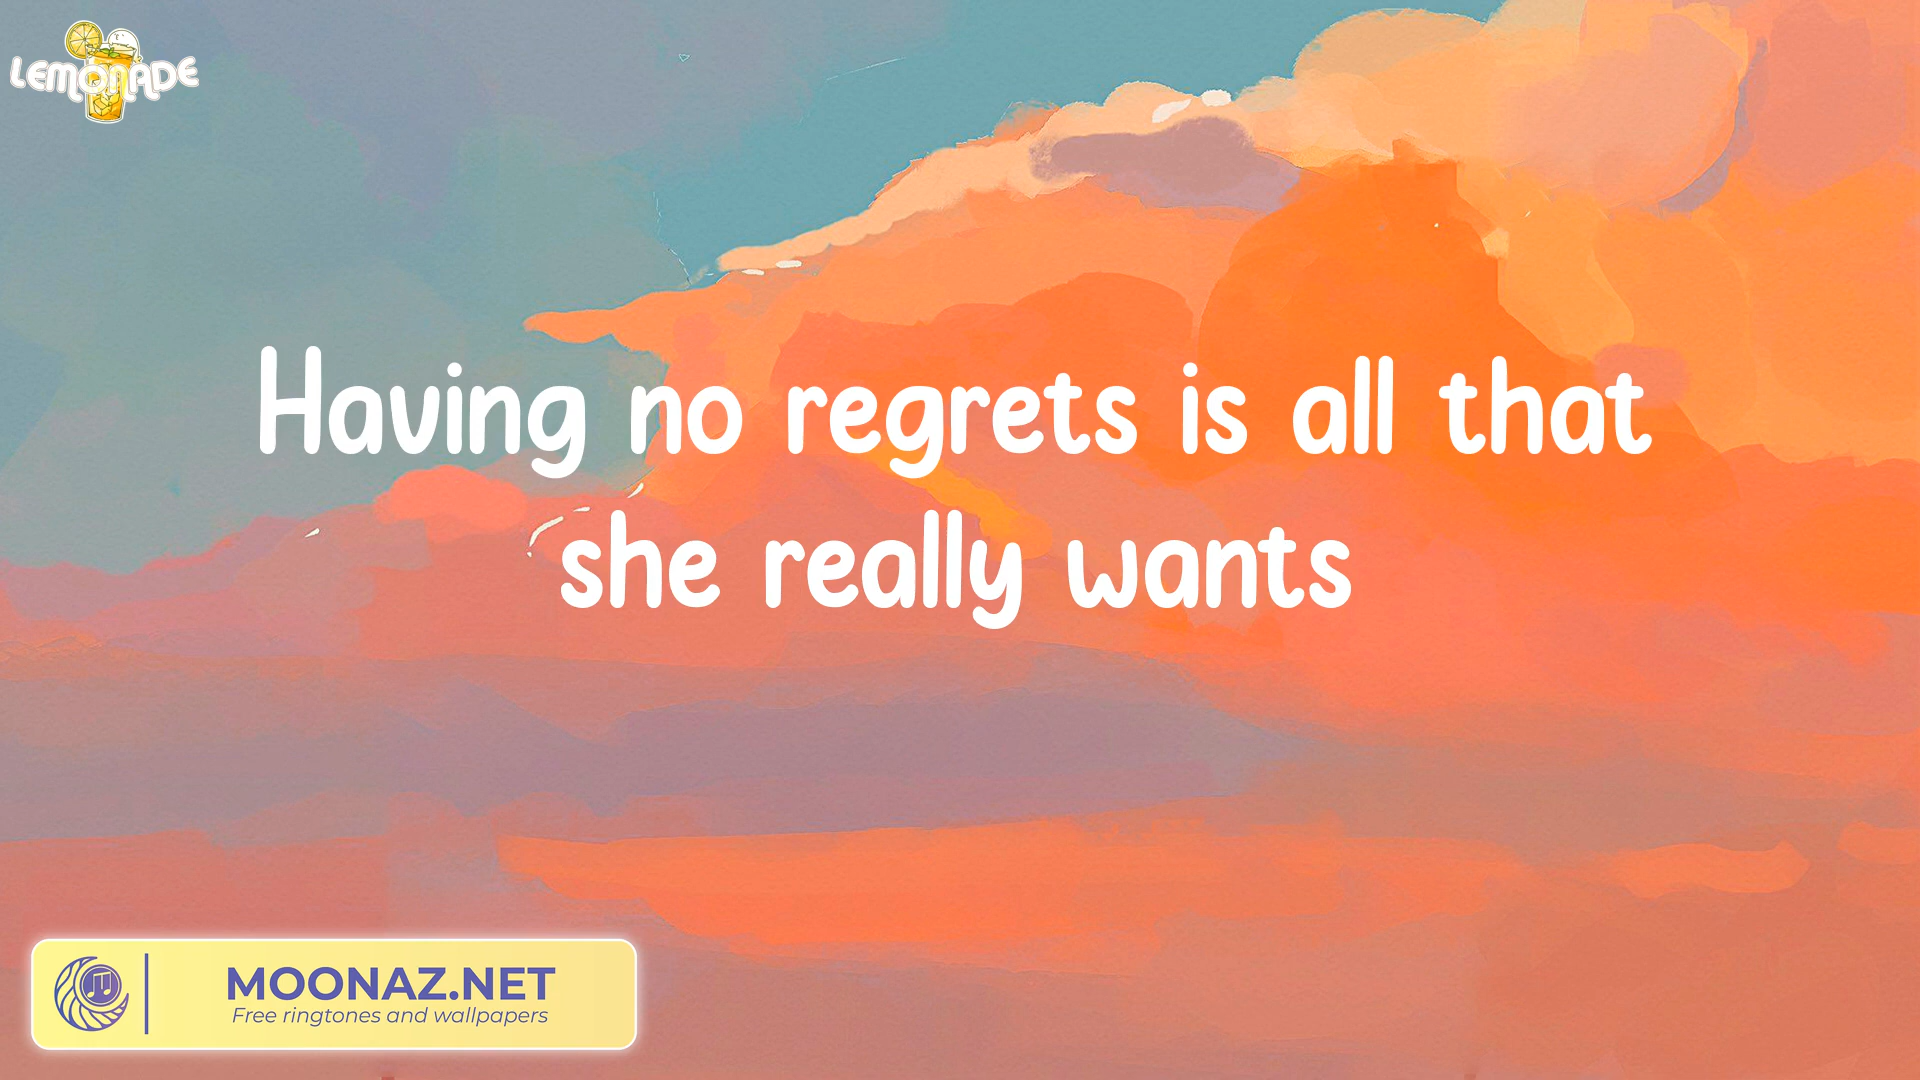 LEMONADE
Having no regrets is all that
she really wants
MOONAZ.NET
Free ringtones and wallpapers